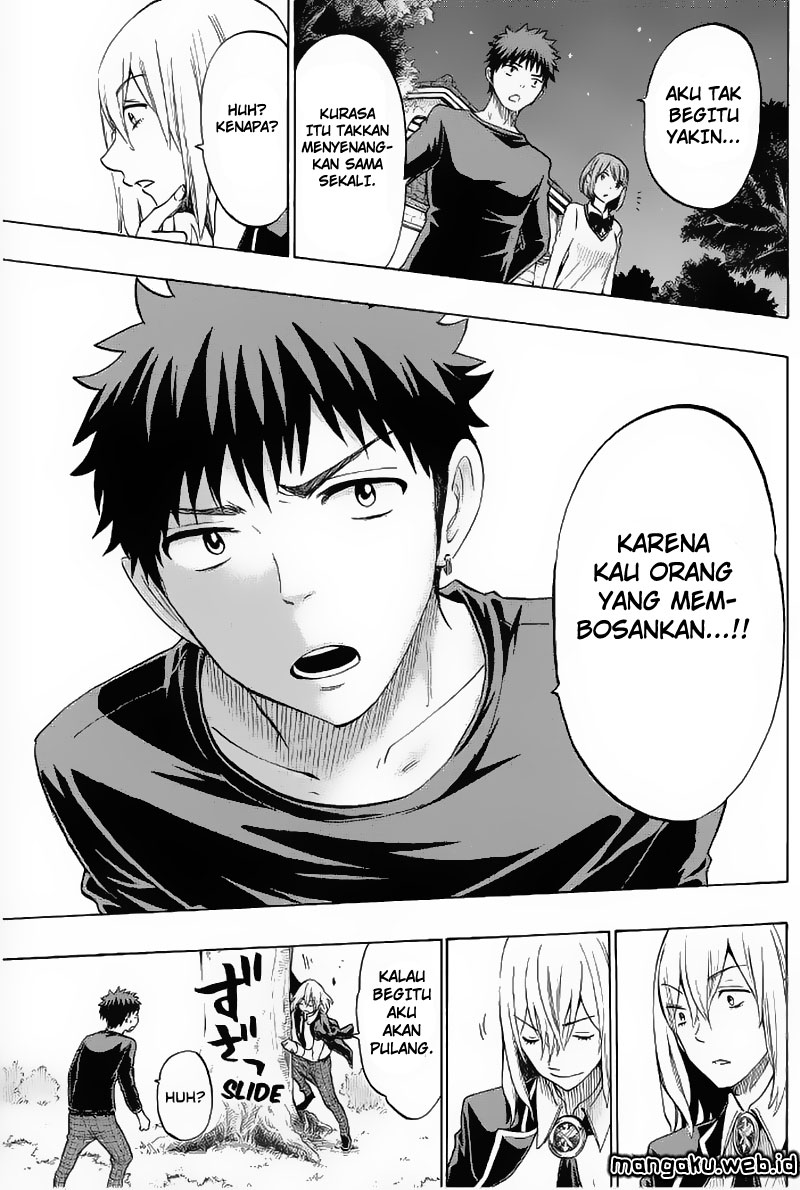 AKU TAK
BEGITU
YAKIN...
KURASA
ITU TAKKAN
MENYENANG-
KAN SAMA
SEKALI.
HUH?
KENAPA?
KARENA
KAU ORANG
YANG MEM-
BOSANKAN...!!
KALAU
BEGITU
AKU
AKAN
PULANG.
ずざっ
SLIDE
HUH?
mangaku.web.id